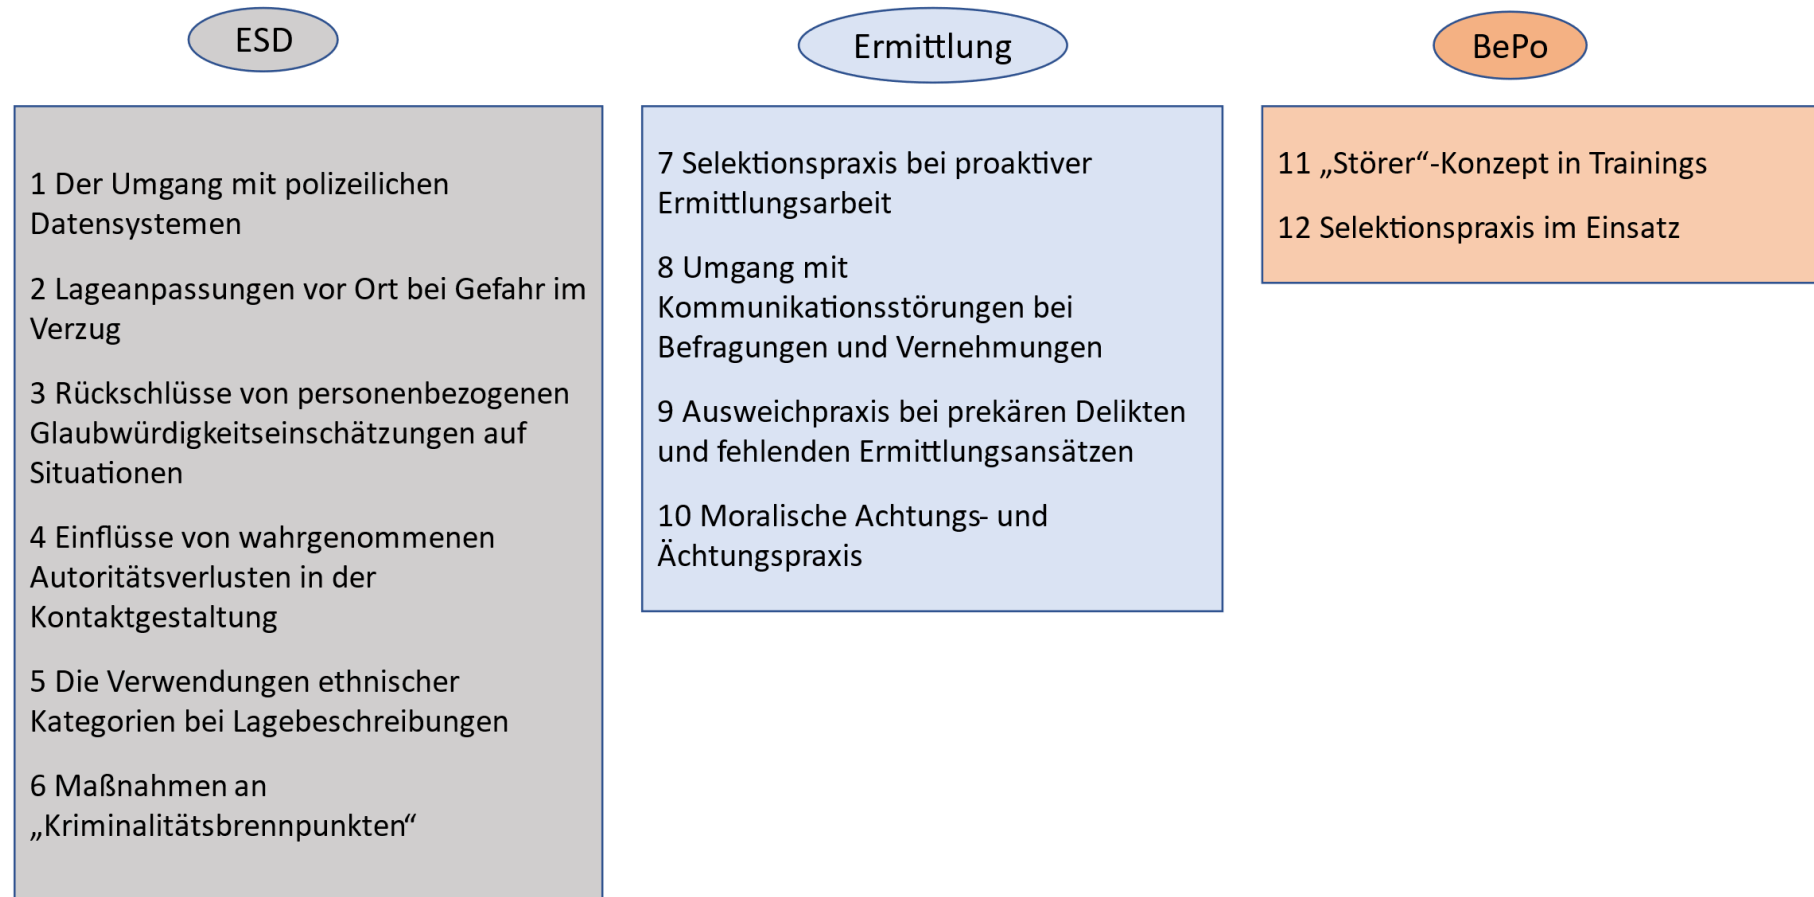 ESD
1 Der Umgang mit polizeilichen
Datensystemen
2 Lageanpassungen vor Ort bei Gefahr im
Verzug
3 Rückschlüsse von personenbezogenen
Glaubwürdigkeitseinschätzungen auf
Situationen
4 Einflüsse von wahrgenommenen
Autoritätsverlusten in der
Kontaktgestaltung
5 Die Verwendungen ethnischer
Kategorien bei Lagebeschreibungen
6 Maßnahmen an
„Kriminalitätsbrennpunkten“
Ermittlung
7 Selektionspraxis bei proaktiver
Ermittlungsarbeit
8 Umgang mit
Kommunikationsstörungen bei
Befragungen und Vernehmungen
9 Ausweichpraxis bei prekären Delikten
und fehlenden Ermittlungsansätzen
10 Moralische Achtungs- und
Ächtungspraxis
BePo
11 „Störer“-Konzept in Trainings
12 Selektionspraxis im Einsatz